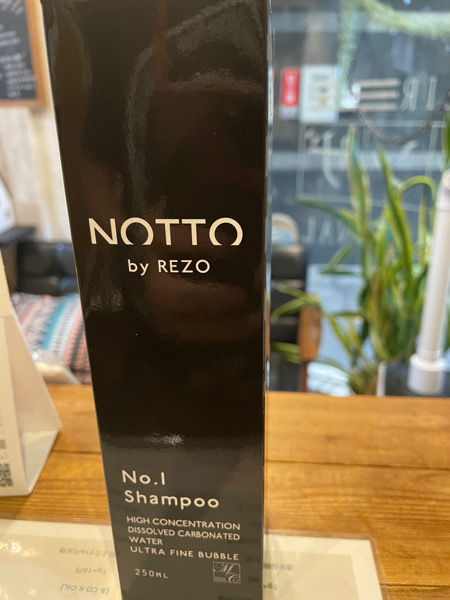 NOTTO
by REZO
No.1
Shampoo
HIGH CONCENTRATION
DISSOLVED CARBONATED
WATER
ULTRA FINE BUBBLE
250ML